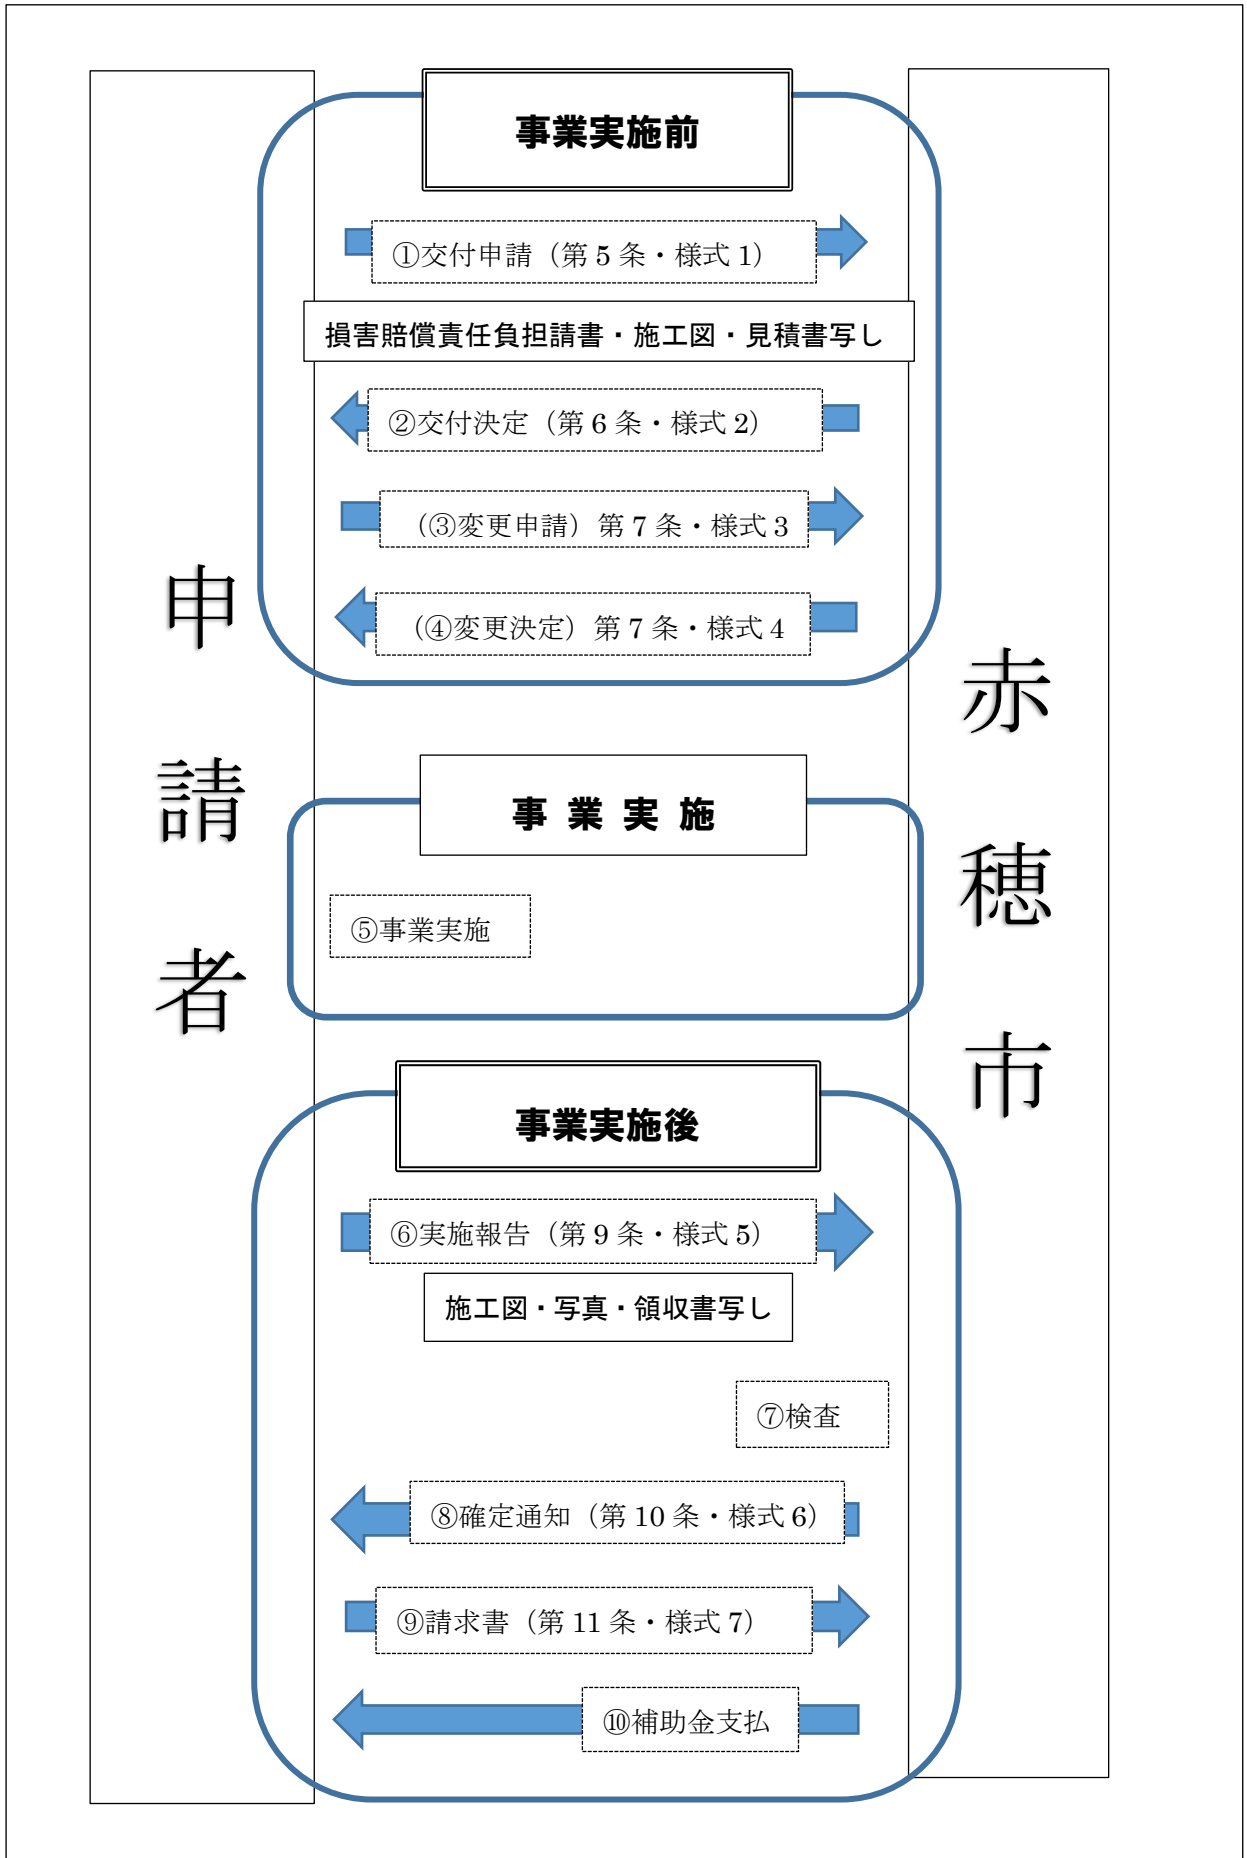 事業実施前
①交付申請（第 5 条・様式 1）
損害賠償責任負担請書・施工図・見積書写し
②交付決定（第 6 条・様式 2）
（③変更申請）第 7 条・様式 3
（④変更決定）第 7 条・様式 4
申請者
赤穂市
事 業 実 施
⑤事業実施
事業実施後
⑥実施報告（第 9 条・様式 5）
施工図・写真・領収書写し
⑦検査
⑧確定通知（第 10 条・様式 6）
⑨請求書（第 11 条・様式 7）
⑩補助金支払